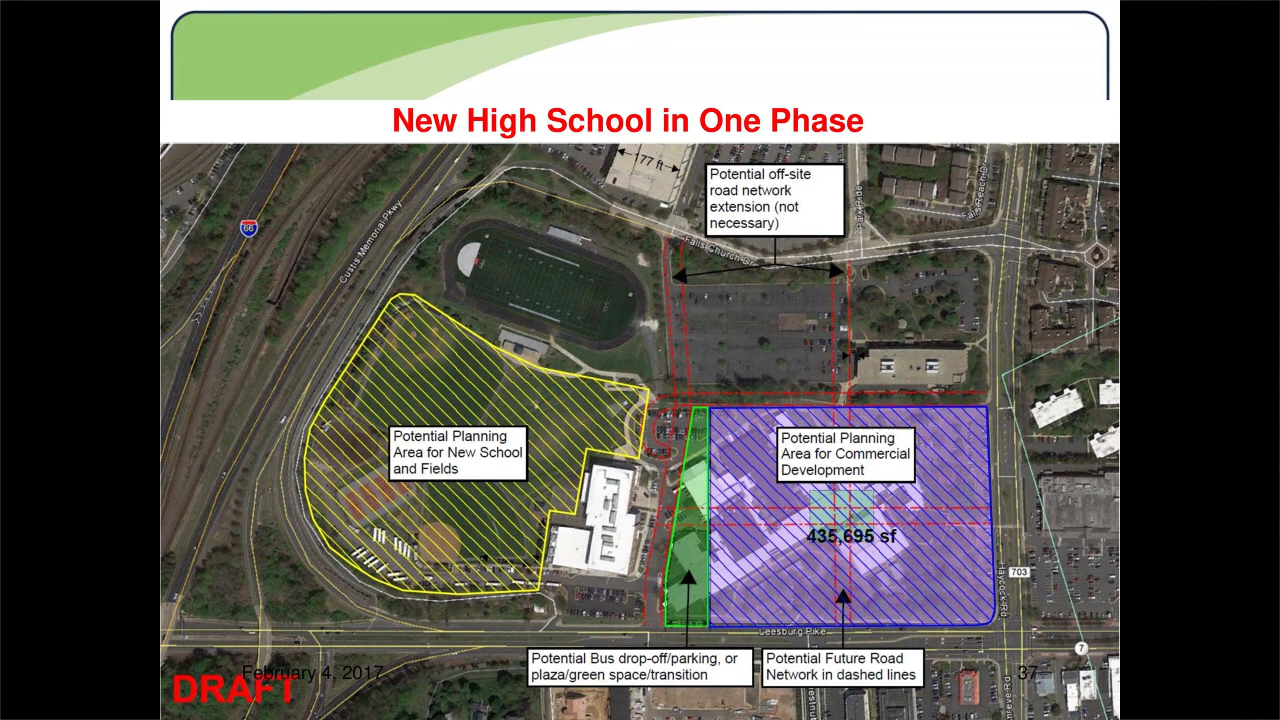 New High School in One Phase
177 ft
Potential off-site
road network
extension (not
necessary)
Park Ride
Falls Reach Dr
66
Custis Memorial Pkwy
Falls Church Dr
Potential Planning
Area for New School
and Fields
Potential Planning
Area for Commercial
Development
435,695 sf
703
Haycock Rd
Leesburg Pike
7
Potential Bus drop-off/parking, or
plaza/green space/transition
Potential Future Road
Network in dashed lines
February 4, 2017
37
DRAFT